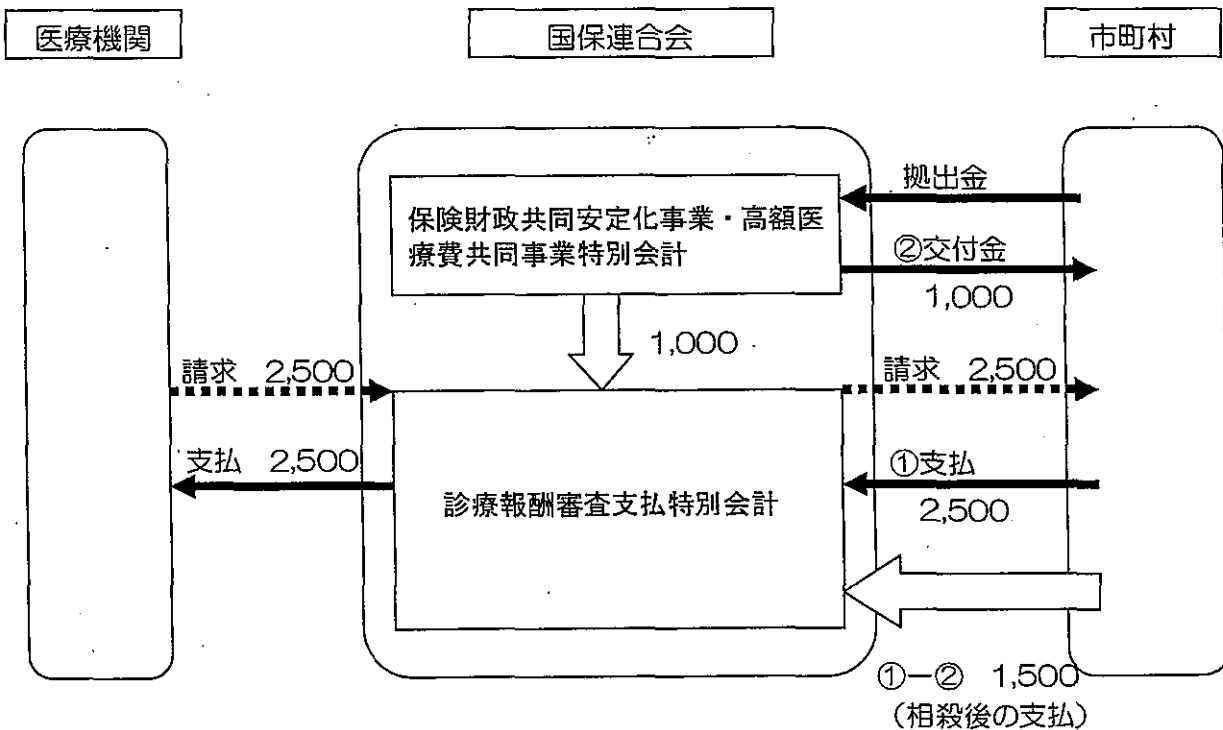 医療機関
国保連合会
市町村
拠出金
保険財政共同安定化事業・高額医
療費共同事業特別会計
②交付金
1,000
1,000
請求 2,500
請求 2,500
支払 2,500
①支払
2,500
診療報酬審査支払特別会計
①−② 1,500
（相殺後の支払）